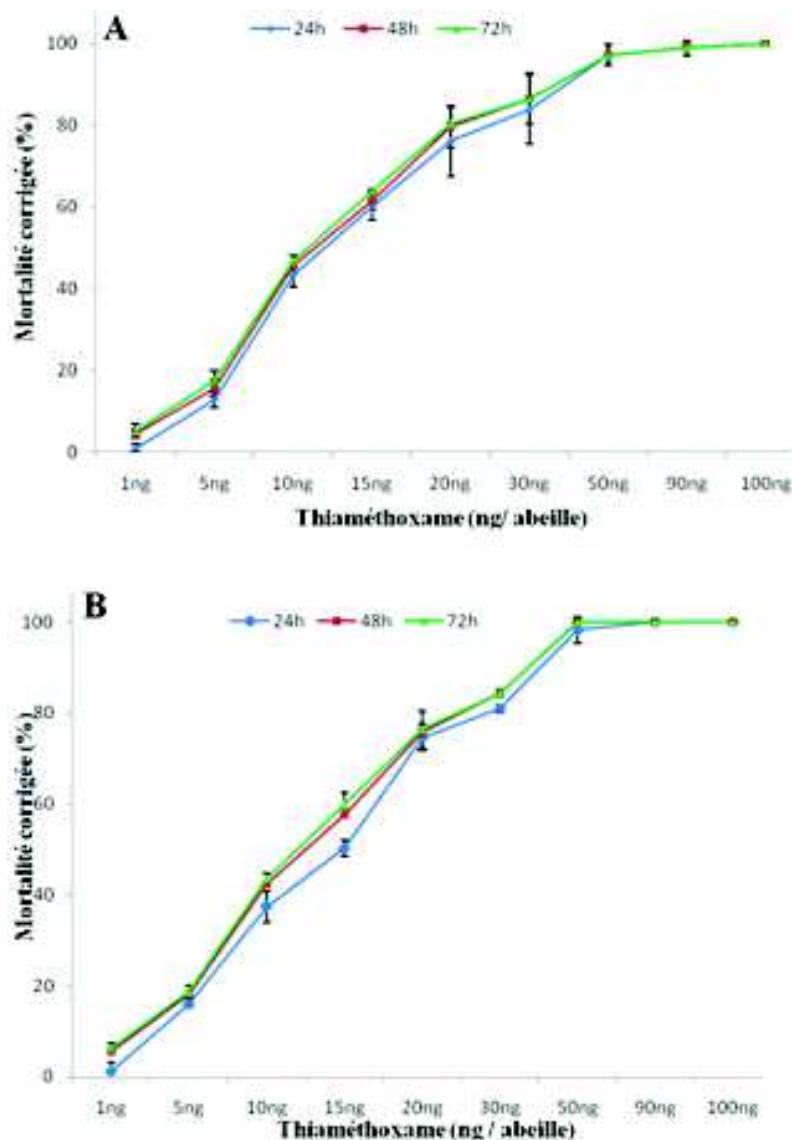 A
24h 48h 72h
100
80
60
40
20
0
Mortalité corrigée (%)
1ng 5ng 10ng 15ng 20ng 30ng 50ng 90ng 100ng
Thiaméthoxame (ng/ abeille)
B
24h 48h 72h
100
80
60
40
20
0
Mortalité corrigée (%)
1ng 5ng 10ng 15ng 20ng 30ng 50ng 90ng 100ng
Thiaméthoxame (ng / abeille)